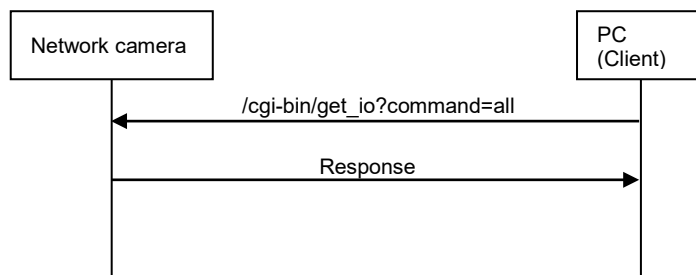 Network camera
PC
(Client)
/cgi-bin/get_io?command=all
Response